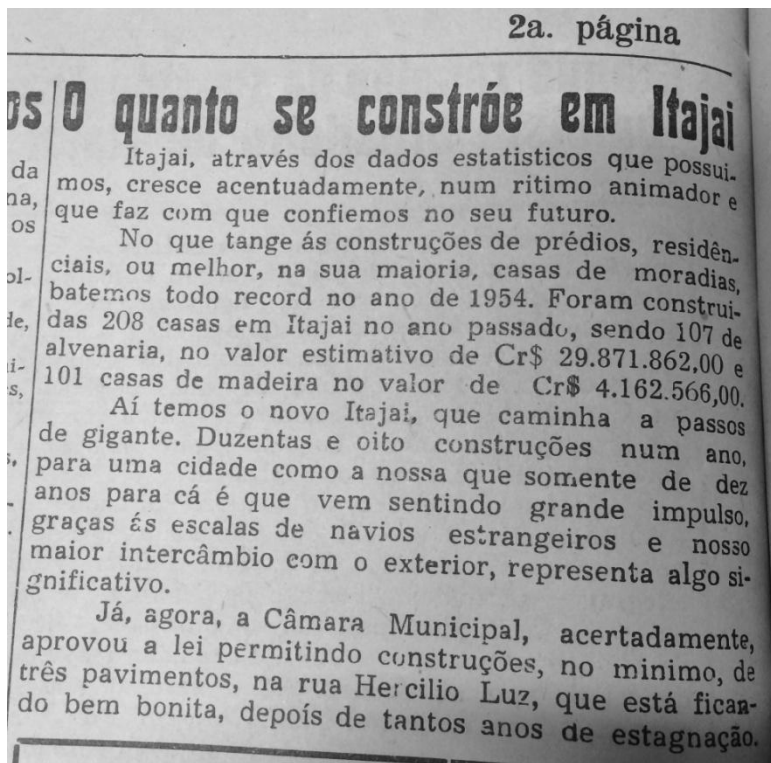 2a. página
os
O quanto se constróe em Itajai
da
na,
os
ol-
de,
ai-
s,
s.
Itajai, através dos dados estatisticos que possui-
mos, cresce acentuadamente, num ritimo animador e
que faz com que confiemos no seu futuro.
No que tange ás construções de prédios, residên-
ciais, ou melhor, na sua maioria, casas de moradias,
batemos todo record no ano de 1954. Foram construi-
das 208 casas em Itajai no ano passado, sendo 107 de
alvenaria, no valor estimativo de Cr$ 29.871.862,00 e
101 casas de madeira no valor de Cr$ 4.162.566,00.
Aí temos o novo Itajai, que caminha a passos
de gigante. Duzentas e oito construções num ano,
para uma cidade como a nossa que somente de dez
anos para cá é que vem sentindo grande impulso,
graças ás escalas de navios estrangeiros e nosso
maior intercâmbio com o exterior, representa algo si-
gnificativo.
Já, agora, a Câmara Municipal, acertadamente,
aprovou a lei permitindo construções, no minimo, de
três pavimentos, na rua Hercilio Luz, que está fican-
do bem bonita, depois de tantos anos de estagnação.